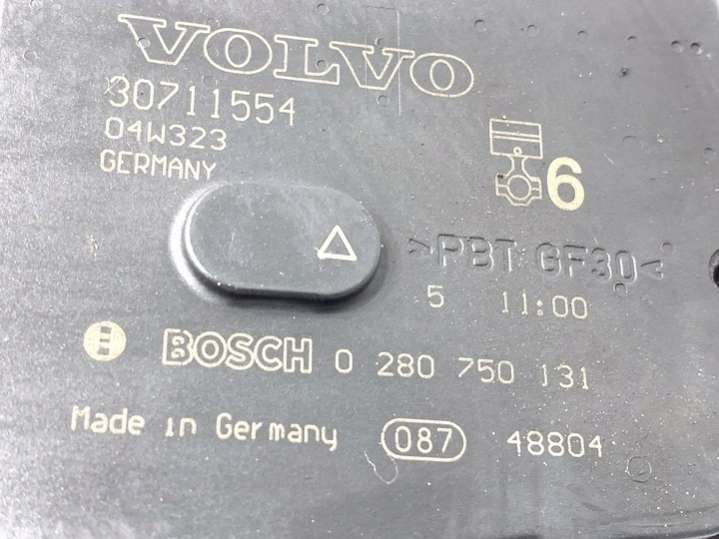 VOLVO
30711554
04W323
GERMANY
6
>PBT GF30<
5 11:00
BOSCH 0 280 750 131
Made in Germany 087 48804